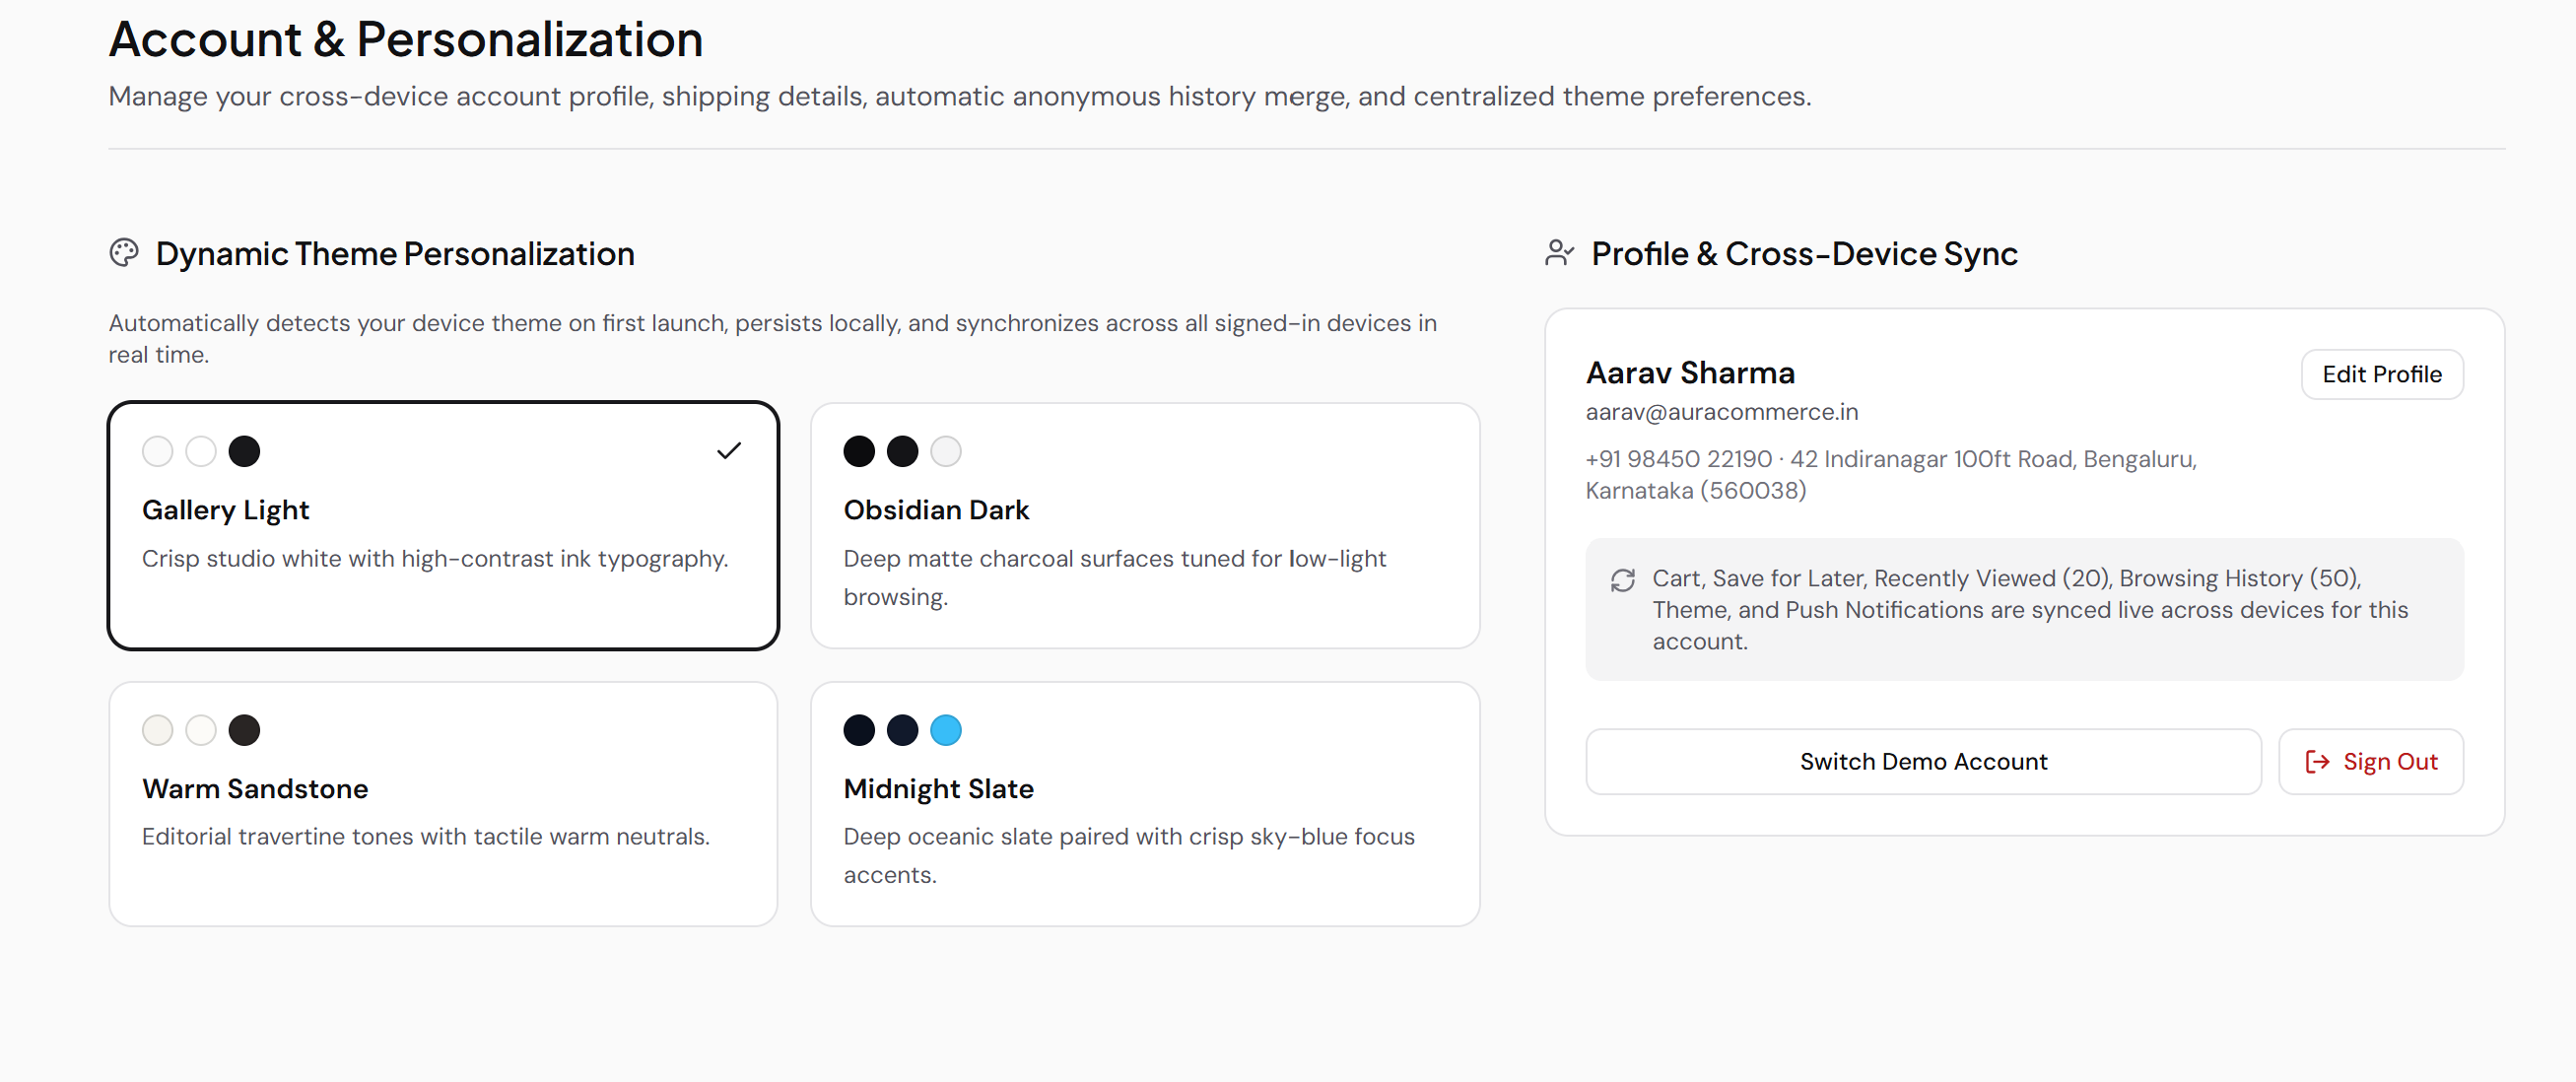 Account & Personalization
Manage your cross-device account profile, shipping details, automatic anonymous history merge, and centralized theme preferences.
Dynamic Theme Personalization
Automatically detects your device theme on first launch, persists locally, and synchronizes across all signed-in devices in
real time.
Gallery Light
Crisp studio white with high-contrast ink typography.
Obsidian Dark
Deep matte charcoal surfaces tuned for low-light
browsing.
Warm Sandstone
Editorial travertine tones with tactile warm neutrals.
Midnight Slate
Deep oceanic slate paired with crisp sky-blue focus
accents.
Profile & Cross-Device Sync
Aarav Sharma
Edit Profile
aarav@auracommerce.in
+91 98450 22190 · 42 Indiranagar 100ft Road, Bengaluru,
Karnataka (560038)
Cart, Save for Later, Recently Viewed (20), Browsing History (50),
Theme, and Push Notifications are synced live across devices for this
account.
Switch Demo Account
Sign Out